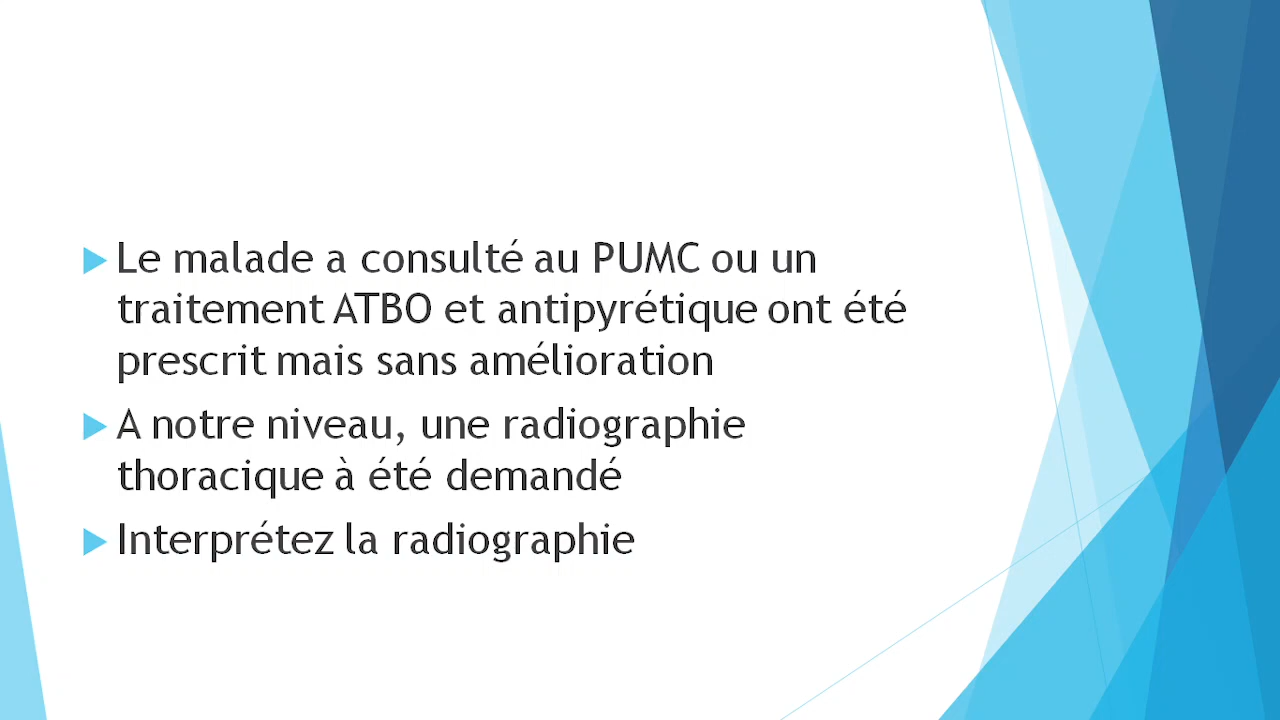 Le malade a consulté au PUMC ou un
traitement ATBO et antipyrétique ont été
prescrit mais sans amélioration
A notre niveau, une radiographie
thoracique à été demandé
Interprétez la radiographie